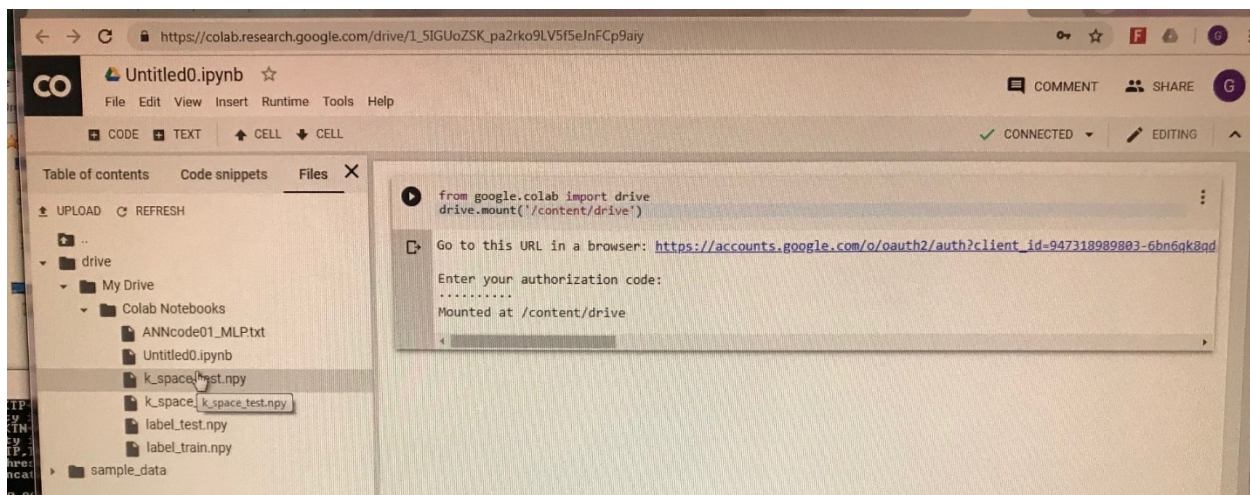 https://colab.research.google.com/drive/1_5IGUoZSK_pa2rko9LV5f5eJnFCp9aiy
F
G
CO
Untitled0.ipynb
COMMENT
SHARE
G
File Edit View Insert Runtime Tools Help
CODE TEXT CELL CELL
CONNECTED
EDITING
Table of contents Code snippets Files X
UPLOAD REFRESH
..
drive
My Drive
Colab Notebooks
ANNcode01_MLP.txt
Untitled0.ipynb
k_space_test.npy
k_space_
k_space_test.npy
label_test.npy
label_train.npy
sample_data
from google.colab import drive
drive.mount('/content/drive')
Go to this URL in a browser: https://accounts.google.com/o/oauth2/auth?client_id=947318989803-6bn6qk8qd
Enter your authorization code:
..........
Mounted at /content/drive